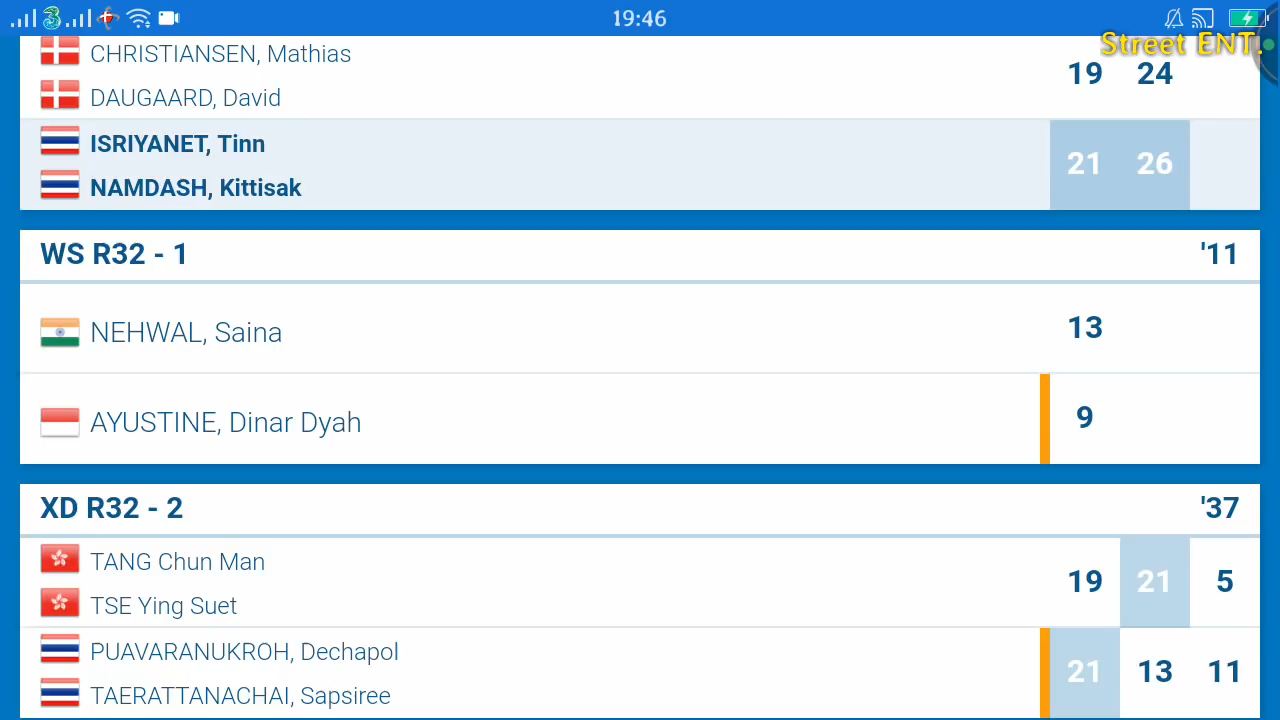 19:46
Street ENT.
CHRISTIANSEN, Mathias
DAUGAARD, David
19 24
ISRIYANET, Tinn
NAMDASH, Kittisak
21 26
WS R32 - 1 '11
NEHWAL, Saina 13
AYUSTINE, Dinar Dyah 9
XD R32 - 2 '37
TANG Chun Man
TSE Ying Suet
19 21 5
PUAVARANUKROH, Dechapol
TAERATTANACHAI, Sapsiree
21 13 11